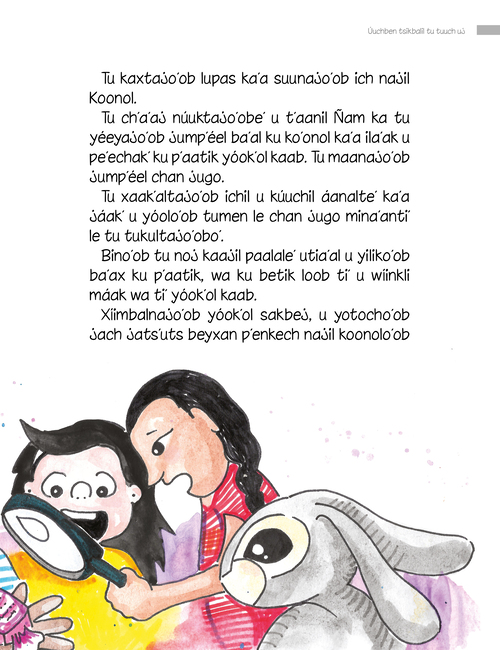 Úuchben tsikbalil tu tuuch uj
Tu kaxtajo'ob lupas ka'a suunajo'ob ich najil
Koonol.
Tu ch'a'aj núuktajo'obe' u t'aanil Ñam ka tu
yéeyajo'ob jump'éel ba'al ku ko'onol ka'a ila'ak u
pe'echak' ku p'aatik yóok'ol kaab. Tu maanajo'ob
jump'éel chan jugo.
Tu xaak'altajo'ob ichil u kúuchil áanalte' ka'a
jáak' u yóolo'ob tumen le chan jugo mina'anti'
le tu tukultajo'obo'.
Bino'ob tu noj kaajil paalale' utia'al u yiliko'ob
ba'ax ku p'aatik, wa ku betik loob ti' u wíinkli
máak wa ti' yóok'ol kaab.
Xíimbalnajo'ob yóok'ol sakbej, u yotocho'ob
jach jats'uts beyxan p'enkech najil koonolo'ob